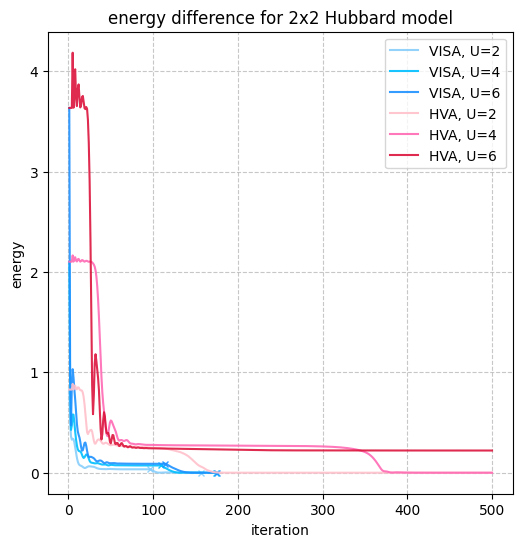 energy difference for 2x2 Hubbard model
VISA, U=2
VISA, U=4
VISA, U=6
HVA, U=2
HVA, U=4
HVA, U=6
energy
4
3
2
1
0
0
100
200
300
400
500
iteration